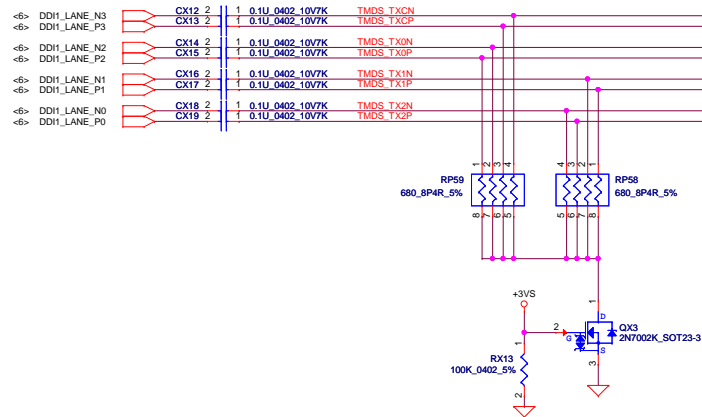 <6> DDI1_LANE_N3 CX12 2 1 0.1U_0402_10V7K TMDS_TXCN
<6> DDI1_LANE_P3 CX13 2 1 0.1U_0402_10V7K TMDS_TXCP
<6> DDI1_LANE_N2 CX14 2 1 0.1U_0402_10V7K TMDS_TX0N
<6> DDI1_LANE_P2 CX15 2 1 0.1U_0402_10V7K TMDS_TX0P
<6> DDI1_LANE_N1 CX16 2 1 0.1U_0402_10V7K TMDS_TX1N
<6> DDI1_LANE_P1 CX17 2 1 0.1U_0402_10V7K TMDS_TX1P
<6> DDI1_LANE_N0 CX18 2 1 0.1U_0402_10V7K TMDS_TX2N
<6> DDI1_LANE_P0 CX19 2 1 0.1U_0402_10V7K TMDS_TX2P
1 2 3 4 4 3 2 1
RP59 RP58
680_8P4R_5% 680_8P4R_5%
8 7 6 5 5 6 7 8
+3VS
1
D
2 G QX3
2N7002K_SOT23-3
S
1 3
RX13
100K_0402_5%
2